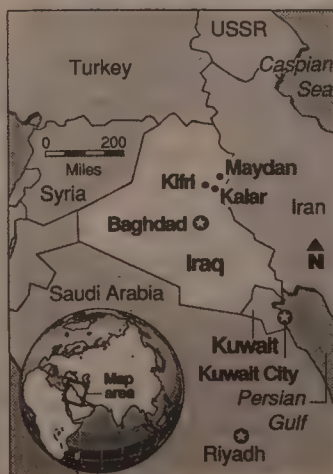 USSR
Turkey
Caspian
Sea
0 200
Miles
Maydan
Kifri
Kalar
Syria
Iran
Baghdad
Iraq
Saudi Arabia
Kuwait
Kuwait City
Map
area
Persian
Gulf
Riyadh